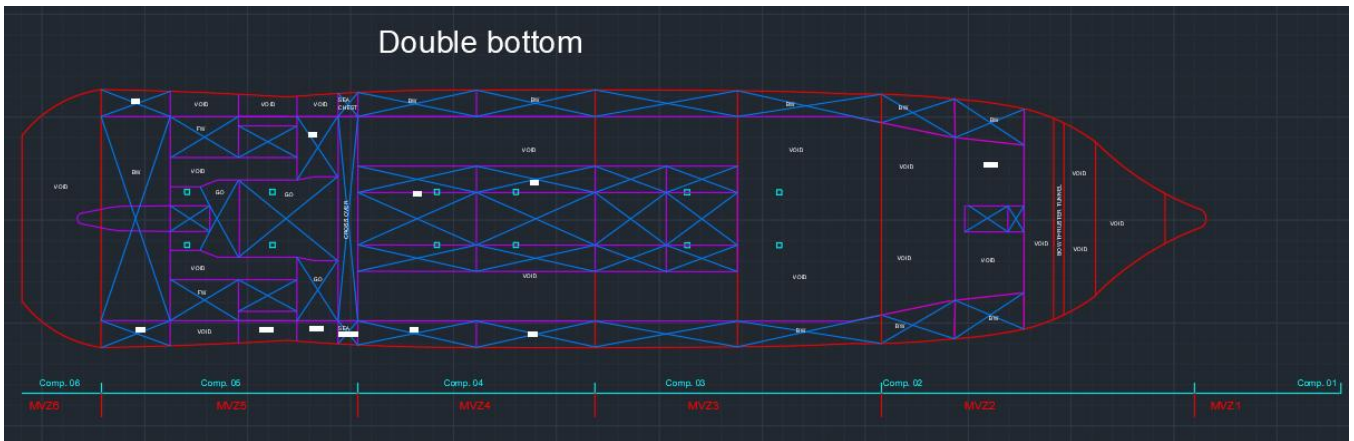 Double bottom
VOID
VOID
VOID
SEA
CHEST
BW
BW
BW
BW
BW
FW
VOID
VOID
VOID
BW
VOID
GO
GO
CROSS OVER
VOID
VOID
BOW THRUSTER TUNNEL
VOID
VOID
VOID
VOID
VOID
VOID
VOID
VOID
VOID
GO
FW
VOID
SEA
BW
BW
BW
Comp. 06
Comp. 05
Comp. 04
Comp. 03
Comp. 02
Comp. 01
MVZ6
MVZ5
MVZ4
MVZ3
MVZ2
MVZ1